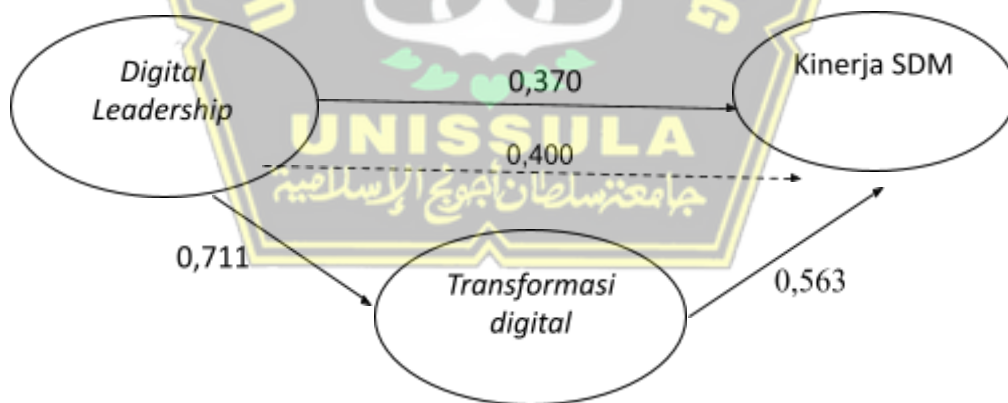 Digital
Leadership
Kinerja SDM
0,370
UNISSULA
0,400
جامعة سلطان أجونج الإسلامية
0,711
Transformasi
digital
0,563